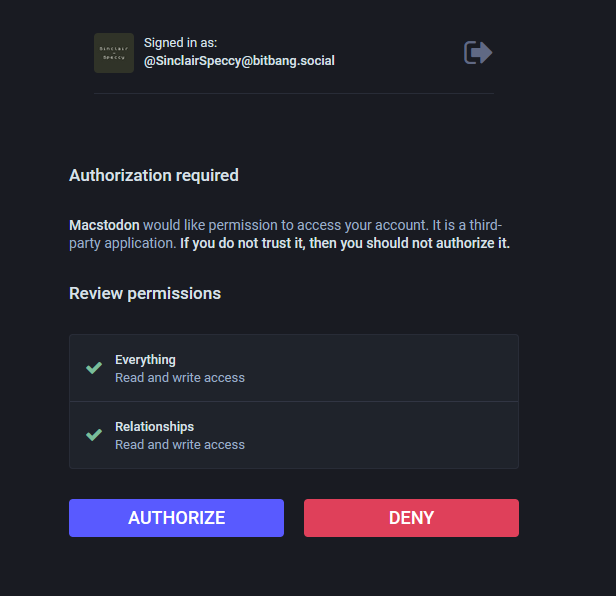 Sinclair
Speccy
Signed in as:
@SinclairSpeccy@bitbang.social
Authorization required
Macstodon would like permission to access your account. It is a third-
party application. If you do not trust it, then you should not authorize it.
Review permissions
Everything
Read and write access
Relationships
Read and write access
AUTHORIZE
DENY